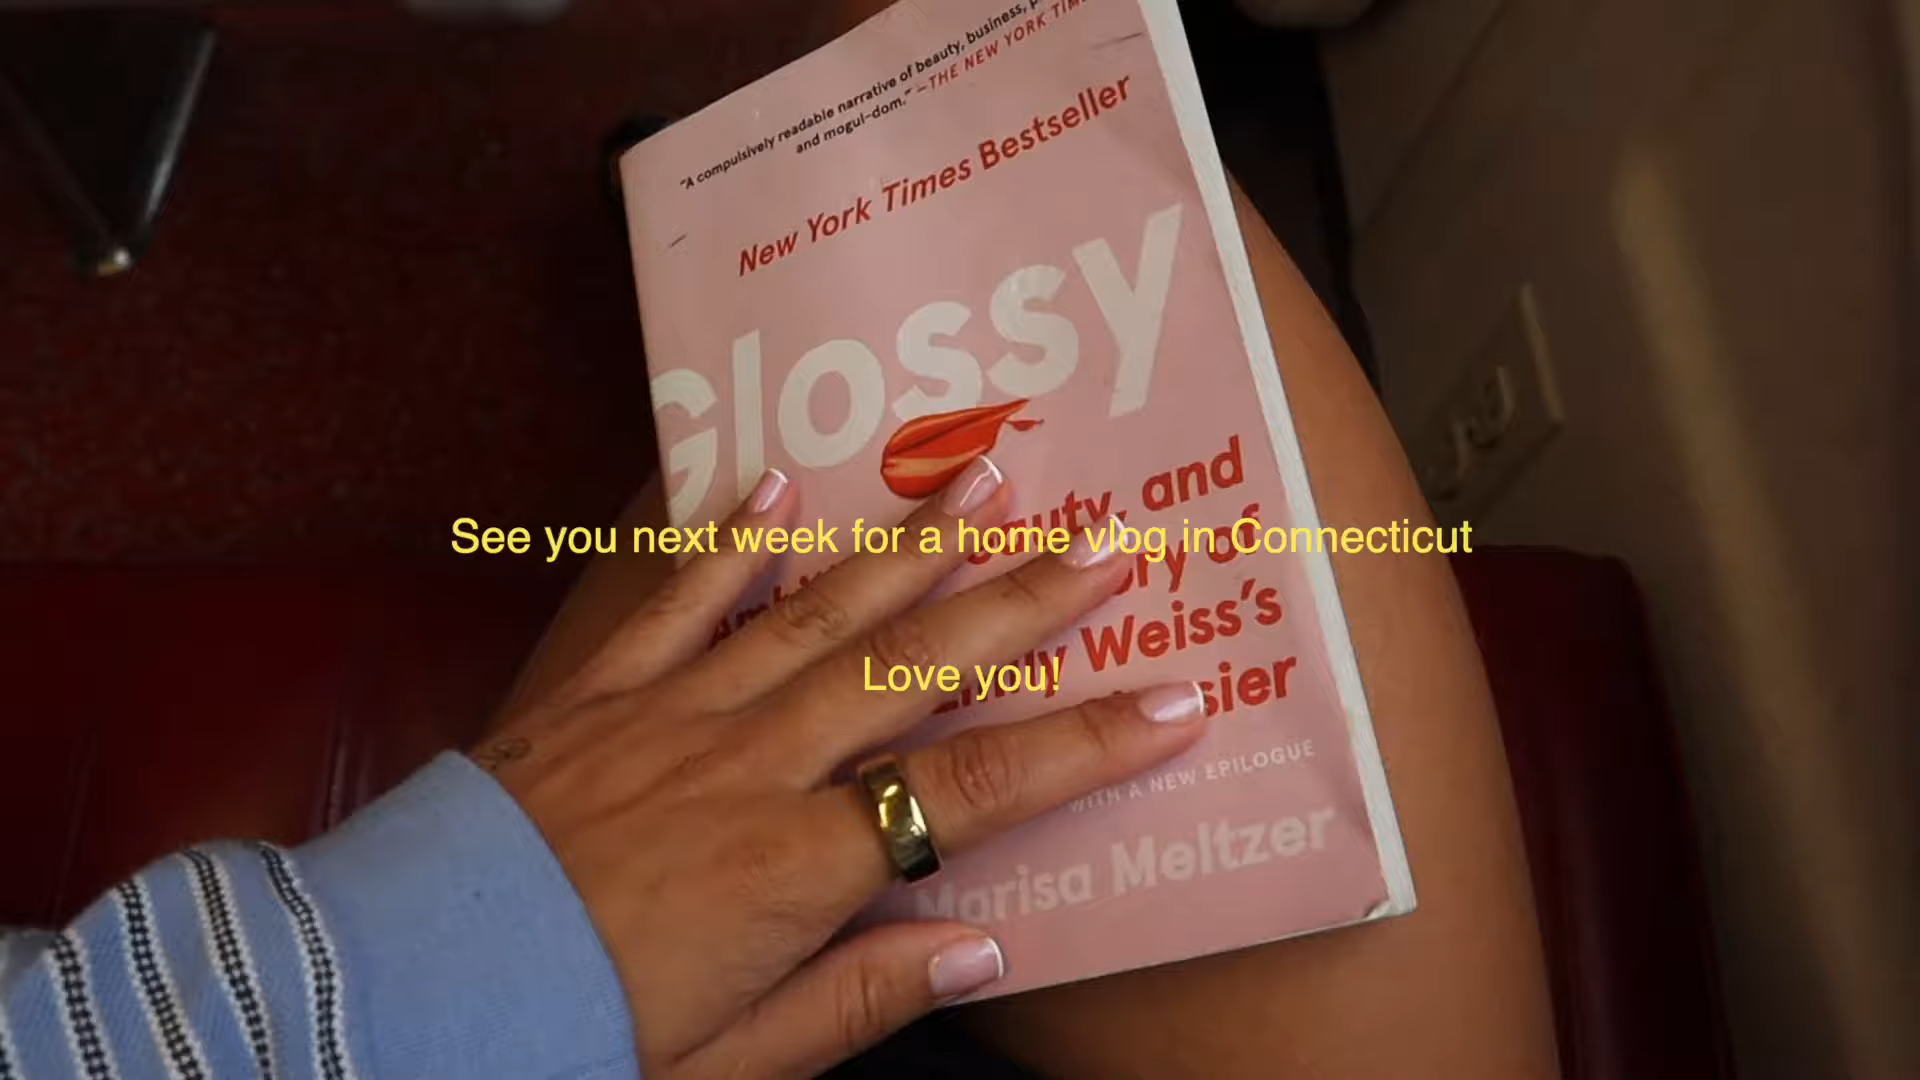 "A compulsively readable narrative of beauty, business,
and mogul-dom." —THE NEW YORK
New York Times Bestseller
Glossy
and
See you next week for a home vlog in Connecticut
of
Weiss's
Love you!
WITH A NEW EPILOGUE
Marisa Meltzer